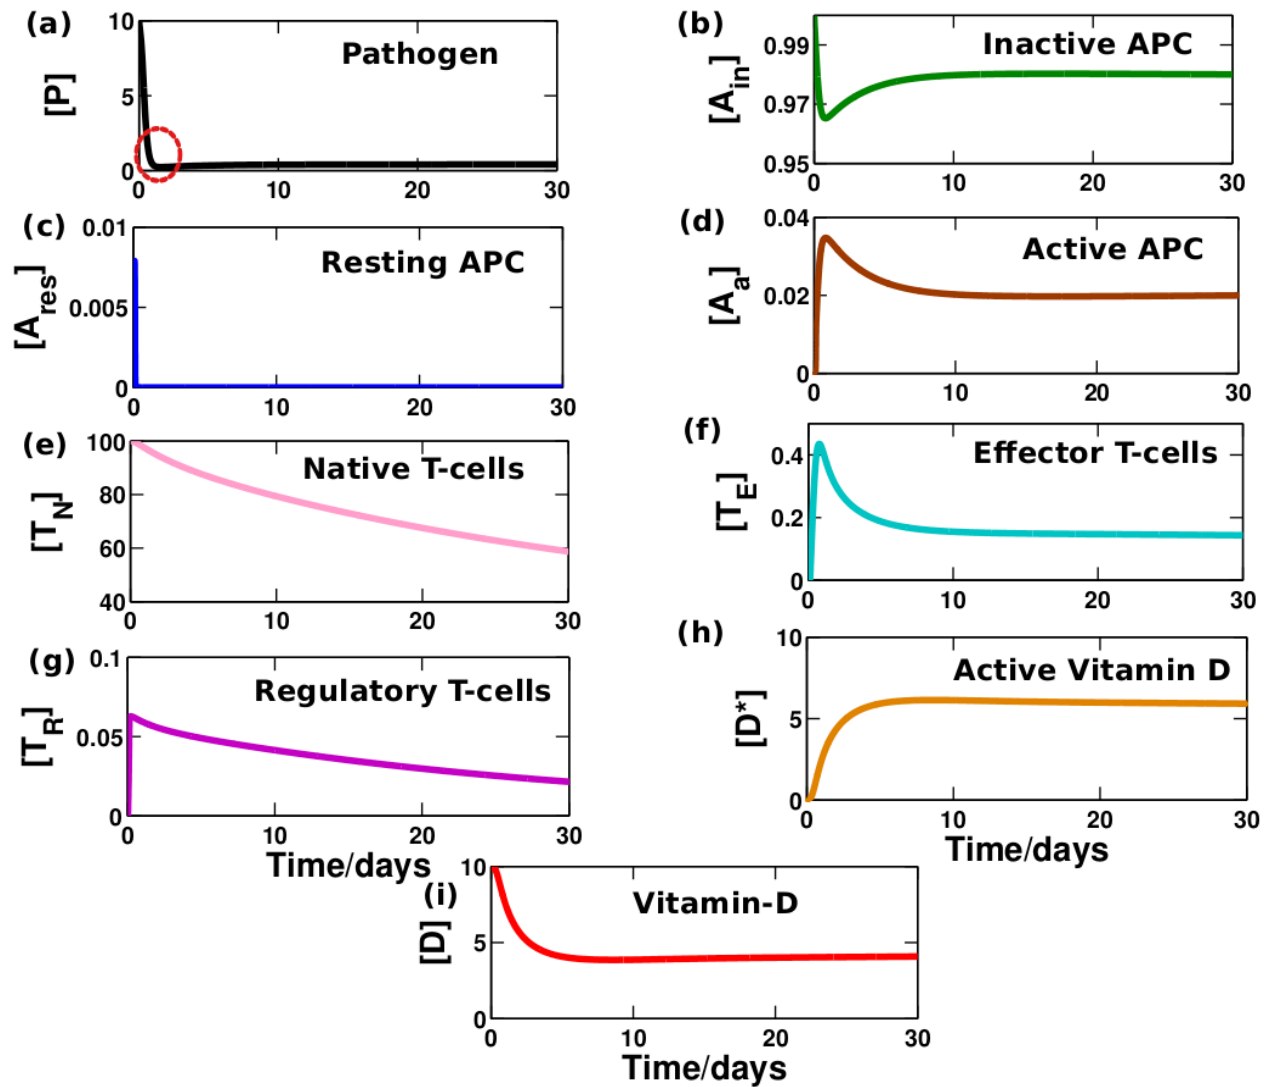 (a)
Pathogen
[P]
10
5
0
0 10 20 30
(b)
Inactive APC
[A_in]
0.99
0.97
0.95
0 10 20 30
(c)
Resting APC
[A_res]
0.01
0.005
0
0 10 20 30
(d)
Active APC
[A_a]
0.04
0.02
0
0 10 20 30
(e)
Native T-cells
[T_N]
100
80
60
40
0 10 20 30
(f)
Effector T-cells
[T_E]
0.4
0.2
0
0 10 20 30
(g)
Regulatory T-cells
[T_R]
0.1
0.05
0
0 10 20 30
Time/days
(h)
Active Vitamin D
[D*]
10
5
0
0 10 20 30
Time/days
(i)
Vitamin-D
[D]
10
5
0
0 10 20 30
Time/days